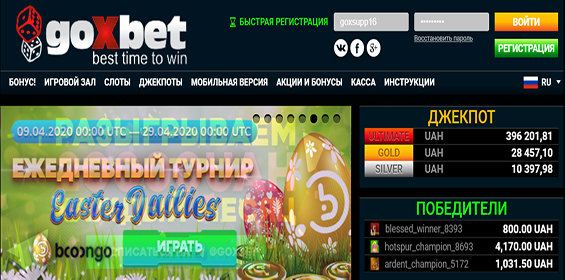 goXbet
best time to win
БЫСТРАЯ РЕГИСТРАЦИЯ
goxsupp16
••••••••••
ВОЙТИ
Восстановить пароль
РЕГИСТРАЦИЯ
БОНУС! ИГРОВОЙ ЗАЛ СЛОТЫ ДЖЕКПОТЫ МОБИЛЬНАЯ ВЕРСИЯ АКЦИИ И БОНУСЫ КАССА ИНСТРУКЦИИ
RU
РАЗЫГРЫВАЕМ
09.04.2020 00:00 UTC — 29.04.2020 00:00 UTC
ЕЖЕДНЕВНЫЙ ТУРНИР
Easter Dailies
booongo
ИГРАТЬ
ДЖЕКПОТ
ULTIMATE UAH 396 201,81
GOLD UAH 28 457,10
SILVER UAH 10 397,98
ПОБЕДИТЕЛИ
blessed_winner_8393 800.00 UAH
hotspur_champion_8693 4,170.00 UAH
ardent_champion_5172 1,031.50 UAH